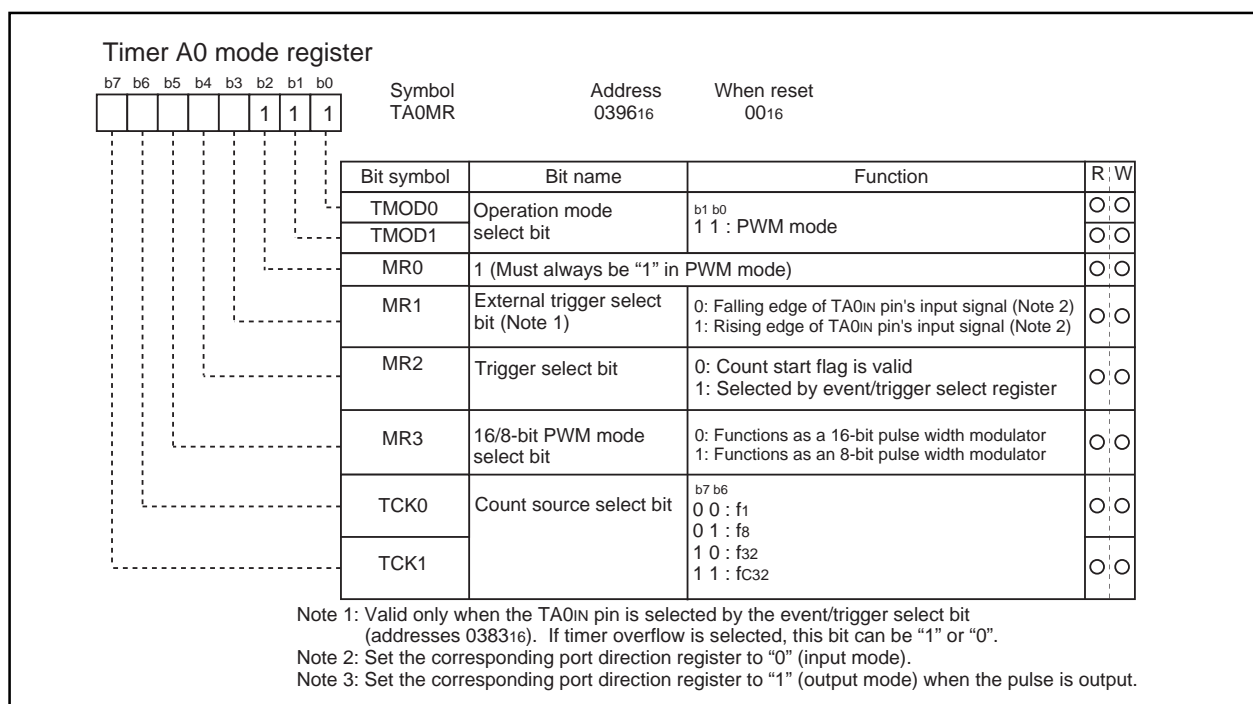 Timer A0 mode register
b7 b6 b5 b4 b3 b2 b1 b0
1 1 1
Symbol Address When reset
TA0MR 039616 0016
Bit symbol Bit name Function R W
TMOD0 Operation mode select bit b1 b0
TMOD1 1 1 : PWM mode
MR0 1 (Must always be “1” in PWM mode)
MR1 External trigger select bit (Note 1) 0: Falling edge of TA0IN pin's input signal (Note 2)
1: Rising edge of TA0IN pin's input signal (Note 2)
MR2 Trigger select bit 0: Count start flag is valid
1: Selected by event/trigger select register
MR3 16/8-bit PWM mode select bit 0: Functions as a 16-bit pulse width modulator
1: Functions as an 8-bit pulse width modulator
TCK0 Count source select bit b7 b6
0 0 : f1
0 1 : f8
TCK1 1 0 : f32
1 1 : fC32
Note 1: Valid only when the TA0IN pin is selected by the event/trigger select bit
(addresses 038316). If timer overflow is selected, this bit can be “1” or “0”.
Note 2: Set the corresponding port direction register to “0” (input mode).
Note 3: Set the corresponding port direction register to “1” (output mode) when the pulse is output.